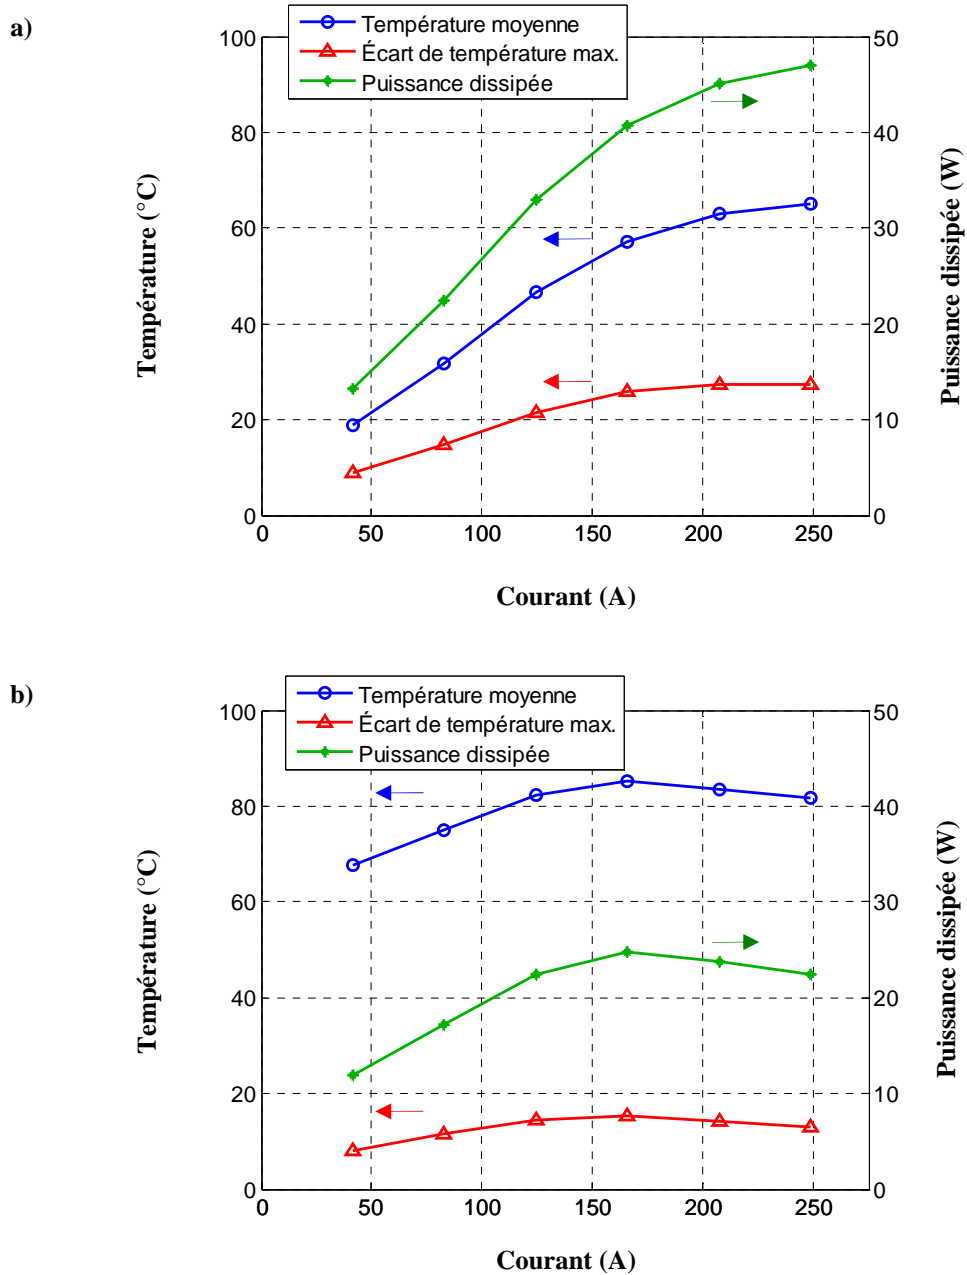 a)
Température moyenne
Écart de température max.
Puissance dissipée
100
80
60
40
20
0
Température (°C)
50
40
30
20
10
0
Puissance dissipée (W)
0 50 100 150 200 250
Courant (A)
b)
Température moyenne
Écart de température max.
Puissance dissipée
100
80
60
40
20
0
Température (°C)
50
40
30
20
10
0
Puissance dissipée (W)
0 50 100 150 200 250
Courant (A)